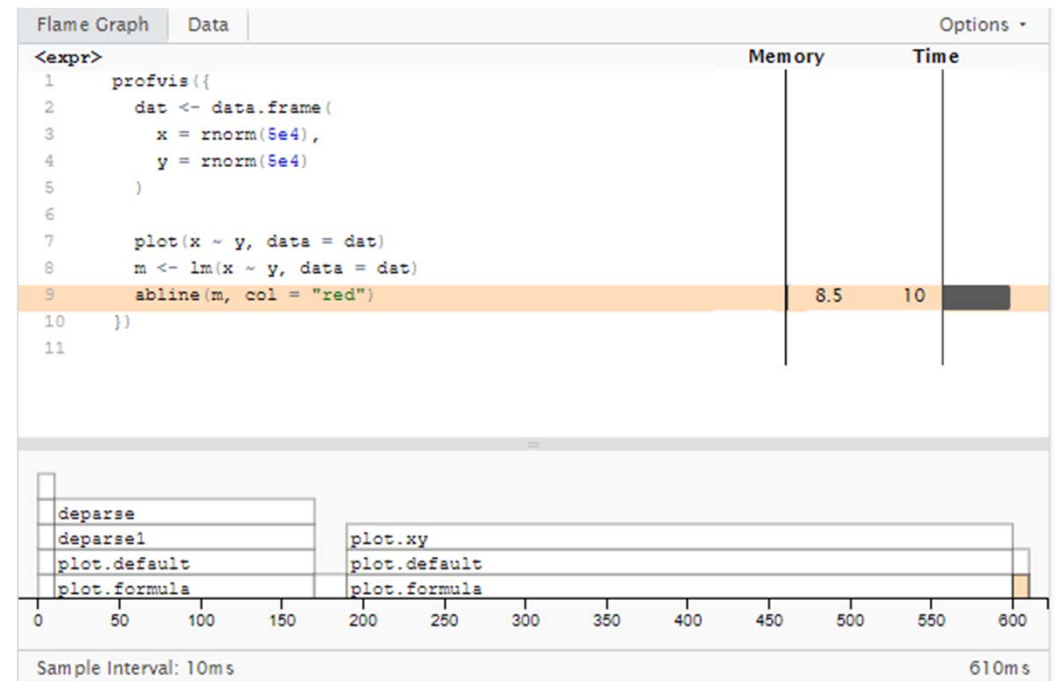 Flame Graph Data Options
<expr> Memory Time
1 profvis({
2 dat <- data.frame(
3 x = rnorm(5e4),
4 y = rnorm(5e4)
5 )
6
7 plot(x ~ y, data = dat)
8 m <- lm(x ~ y, data = dat)
9 abline(m, col = "red") 8.5 10
10 })
11
deparse
deparse1 plot.xy
plot.default plot.default
plot.formula plot.formula
0 50 100 150 200 250 300 350 400 450 500 550 600
Sample Interval: 10ms 610ms